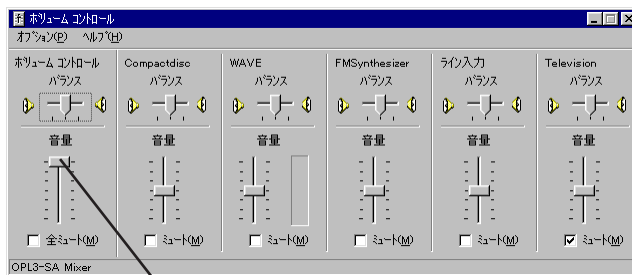 ﾎﾞﾘｭｰﾑ ｺﾝﾄﾛｰﾙ
ｵﾌﾟｼｮﾝ(P) ﾍﾙﾌﾟ(H)
ﾎﾞﾘｭｰﾑ ｺﾝﾄﾛｰﾙ Compactdisc WAVE FMSynthesizer ライン入力 Television
ﾊﾞﾗﾝｽ ﾊﾞﾗﾝｽ ﾊﾞﾗﾝｽ ﾊﾞﾗﾝｽ ﾊﾞﾗﾝｽ ﾊﾞﾗﾝｽ
音量 音量 音量 音量 音量 音量
全ﾐｭｰﾄ(M) ﾐｭｰﾄ(M) ﾐｭｰﾄ(M) ﾐｭｰﾄ(M) ﾐｭｰﾄ(M) ﾐｭｰﾄ(M)
OPL3-SA Mixer